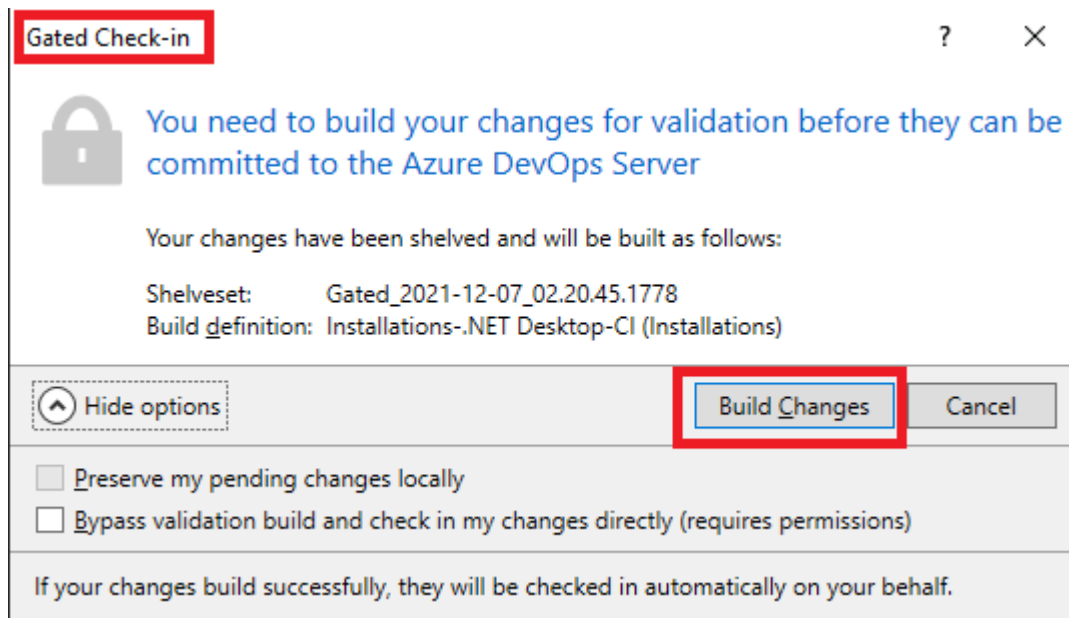 Gated Check-in
?
You need to build your changes for validation before they can be
committed to the Azure DevOps Server
Your changes have been shelved and will be built as follows:
Shelveset: Gated_2021-12-07_02.20.45.1778
Build definition: Installations-.NET Desktop-CI (Installations)
Hide options
Build Changes
Cancel
Preserve my pending changes locally
Bypass validation build and check in my changes directly (requires permissions)
If your changes build successfully, they will be checked in automatically on your behalf.